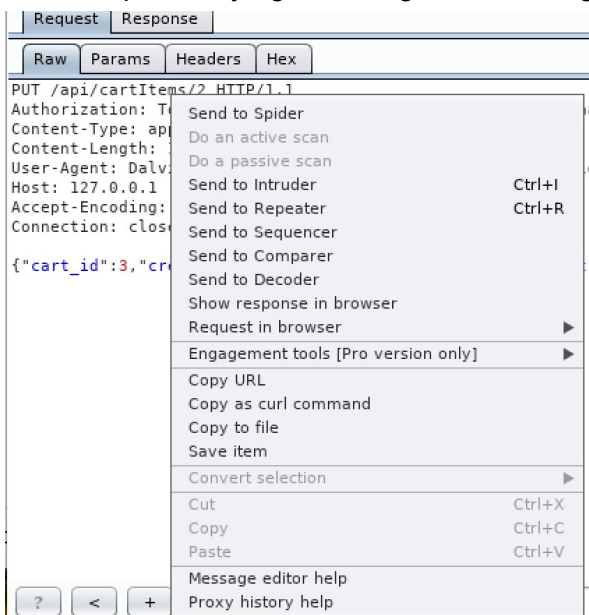 Request Response
Raw Params Headers Hex
PUT /api/cartItems/2 HTTP/1.1
Authorization:
Content-Type:
Content-Length:
User-Agent:
Host: 127.0.0.1
Accept-Encoding:
Connection:
{"cart_id":3,
Send to Spider
Do an active scan
Do a passive scan
Send to Intruder Ctrl+I
Send to Repeater Ctrl+R
Send to Sequencer
Send to Comparer
Send to Decoder
Show response in browser
Request in browser
Engagement tools [Pro version only]
Copy URL
Copy as curl command
Copy to file
Save item
Convert selection
Cut Ctrl+X
Copy Ctrl+C
Paste Ctrl+V
Message editor help
Proxy history help
? < +